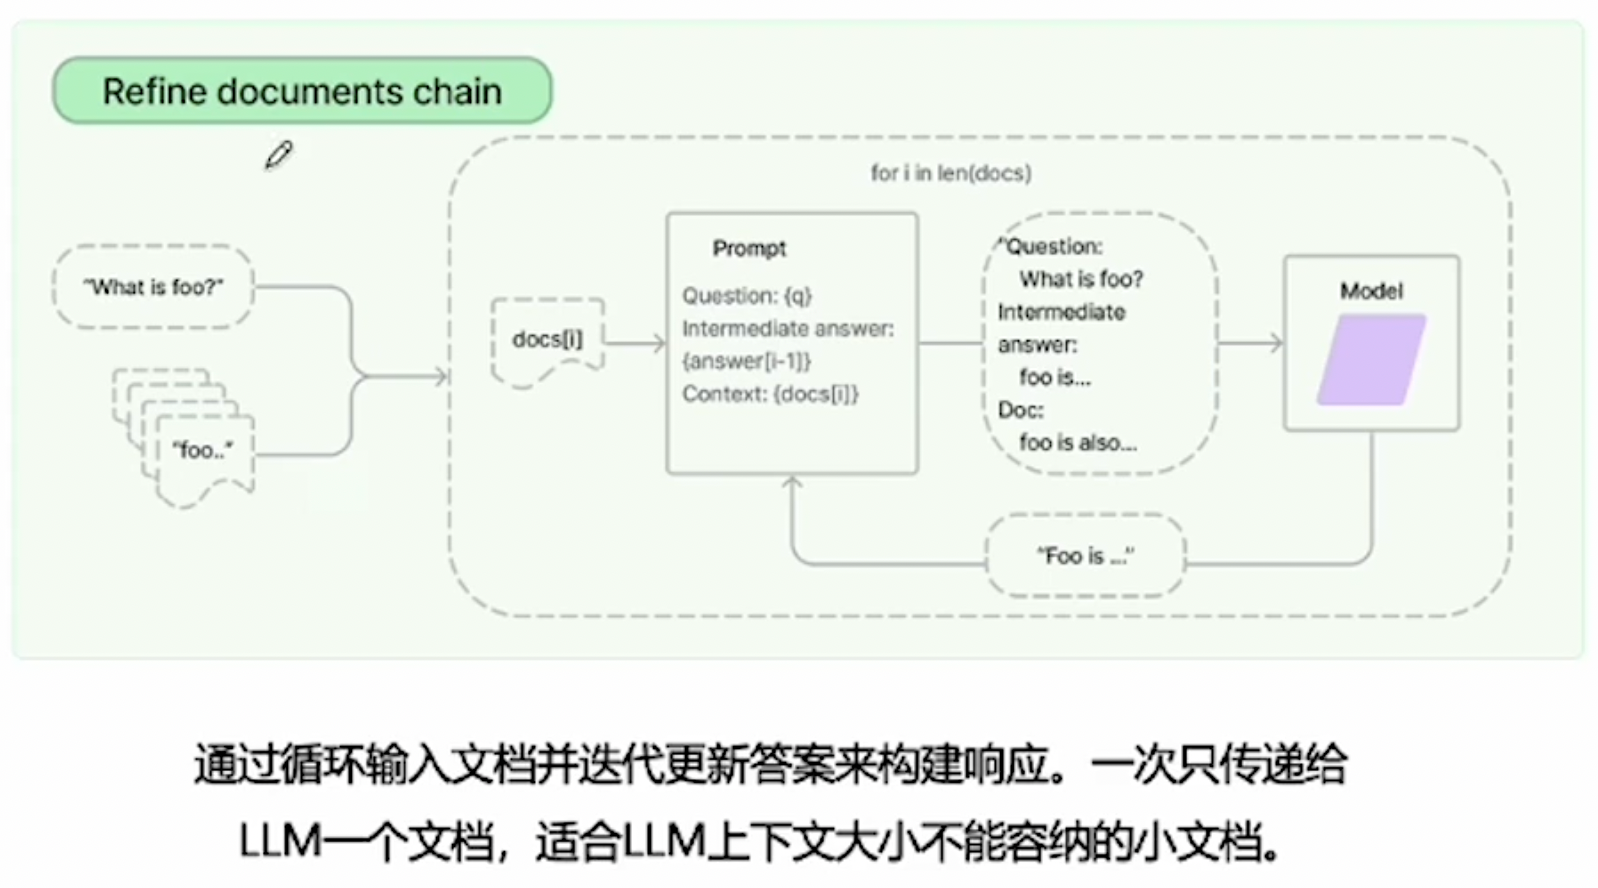 Refine documents chain
for i in len(docs)
"What is foo?"
"foo.."
docs[i]
Prompt
Question: {q}
Intermediate answer:
{answer[i-1]}
Context: {docs[i]}
"Question:
What is foo?
Intermediate
answer:
foo is...
Doc:
foo is also...
Model
"Foo is ..."
通过循环输入文档并迭代更新答案来构建响应。一次只传递给
LLM一个文档，适合LLM上下文大小不能容纳的小文档。